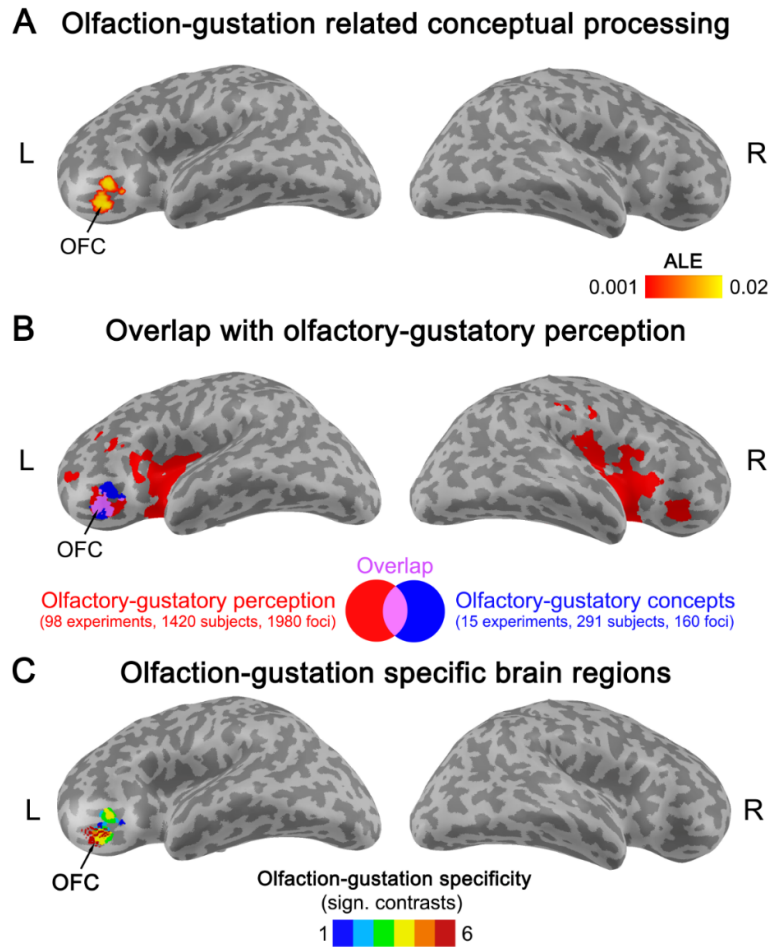 A Olfaction-gustation related conceptual processing
L
R
OFC
ALE
0.001 0.02
B Overlap with olfactory-gustatory perception
L
R
OFC
Overlap
Olfactory-gustatory perception
(98 experiments, 1420 subjects, 1980 foci)
Olfactory-gustatory concepts
(15 experiments, 291 subjects, 160 foci)
C Olfaction-gustation specific brain regions
L
R
OFC
Olfaction-gustation specificity
(sign. contrasts)
1 6